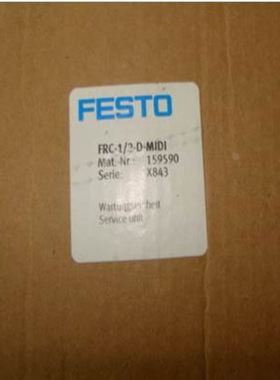 FESTO
FRC-1/2-D-MIDI
Mat.-Nr.: 159590
Serie: X843
Wartungseinheit
Service unit